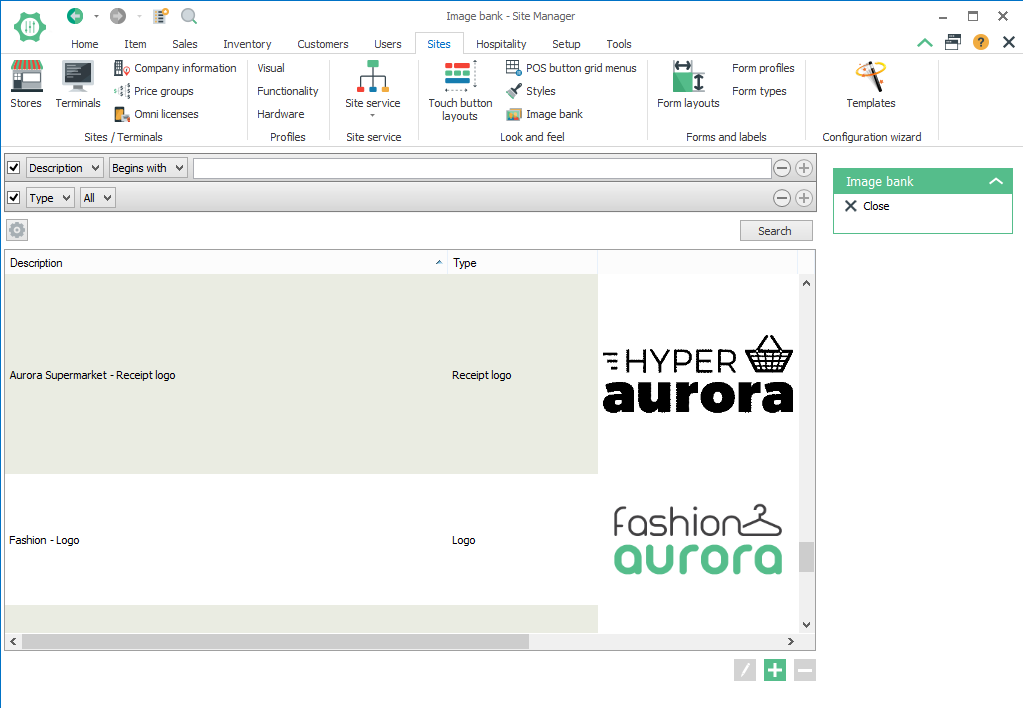 Image bank - Site Manager
Home Item Sales Inventory Customers Users Sites Hospitality Setup Tools
?
Stores
Terminals
Company information
Price groups
Omni licenses
Sites / Terminals
Visual
Functionality
Hardware
Profiles
Site service
Site service
Touch button
layouts
POS button grid menus
Styles
Image bank
Look and feel
Form layouts
Form profiles
Form types
Forms and labels
Templates
Configuration wizard
Description Begins with
Type All
Search
Image bank
Close
Description Type
Aurora Supermarket - Receipt logo Receipt logo
HYPER
aurora
Fashion - Logo Logo
fashion
aurora